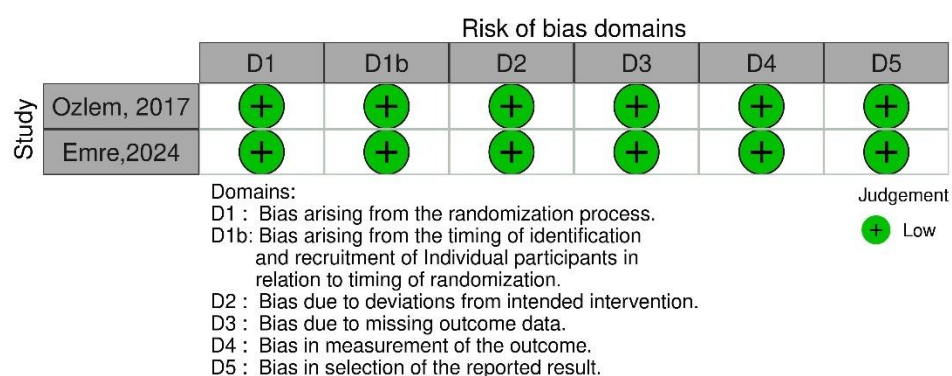 Risk of bias domains
D1 D1b D2 D3 D4 D5
Study
Ozlem, 2017 + + + + + +
Emre,2024 + + + + + +
Domains:
D1 : Bias arising from the randomization process.
D1b: Bias arising from the timing of identification
and recruitment of Individual participants in
relation to timing of randomization.
D2 : Bias due to deviations from intended intervention.
D3 : Bias due to missing outcome data.
D4 : Bias in measurement of the outcome.
D5 : Bias in selection of the reported result.
Judgement
+ Low